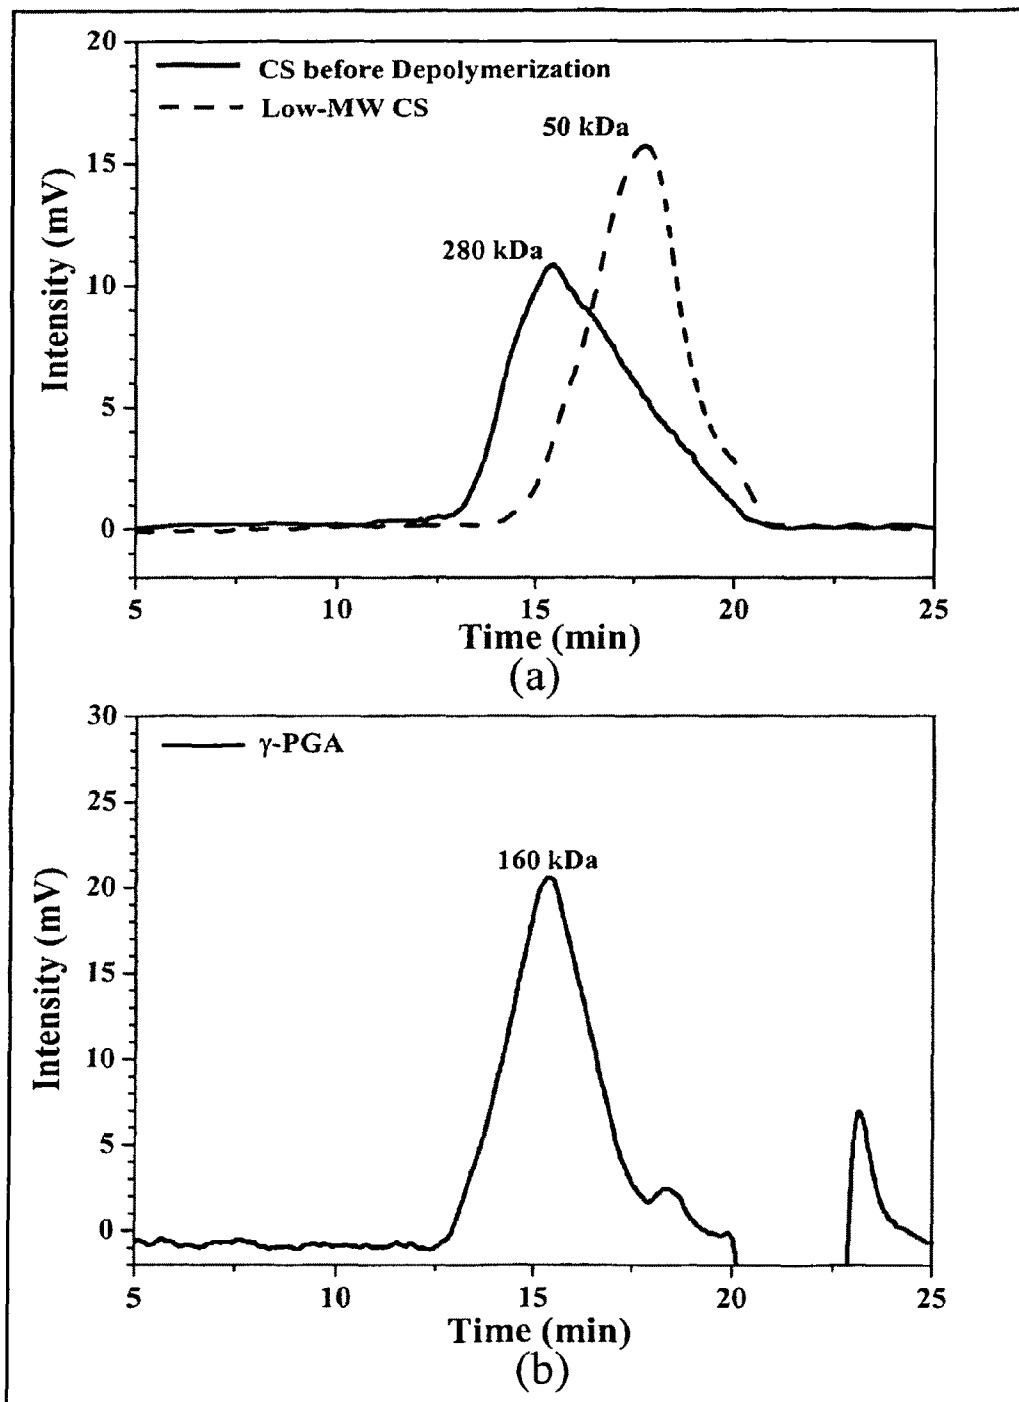 20
CS before Depolymerization
Low-MW CS
50 kDa
15
280 kDa
10
5
0
Intensity (mV)
5 10 15 20 25
Time (min)
(a)
30
γ-PGA
25
160 kDa
20
15
10
5
0
Intensity (mV)
5 10 15 20 25
Time (min)
(b)